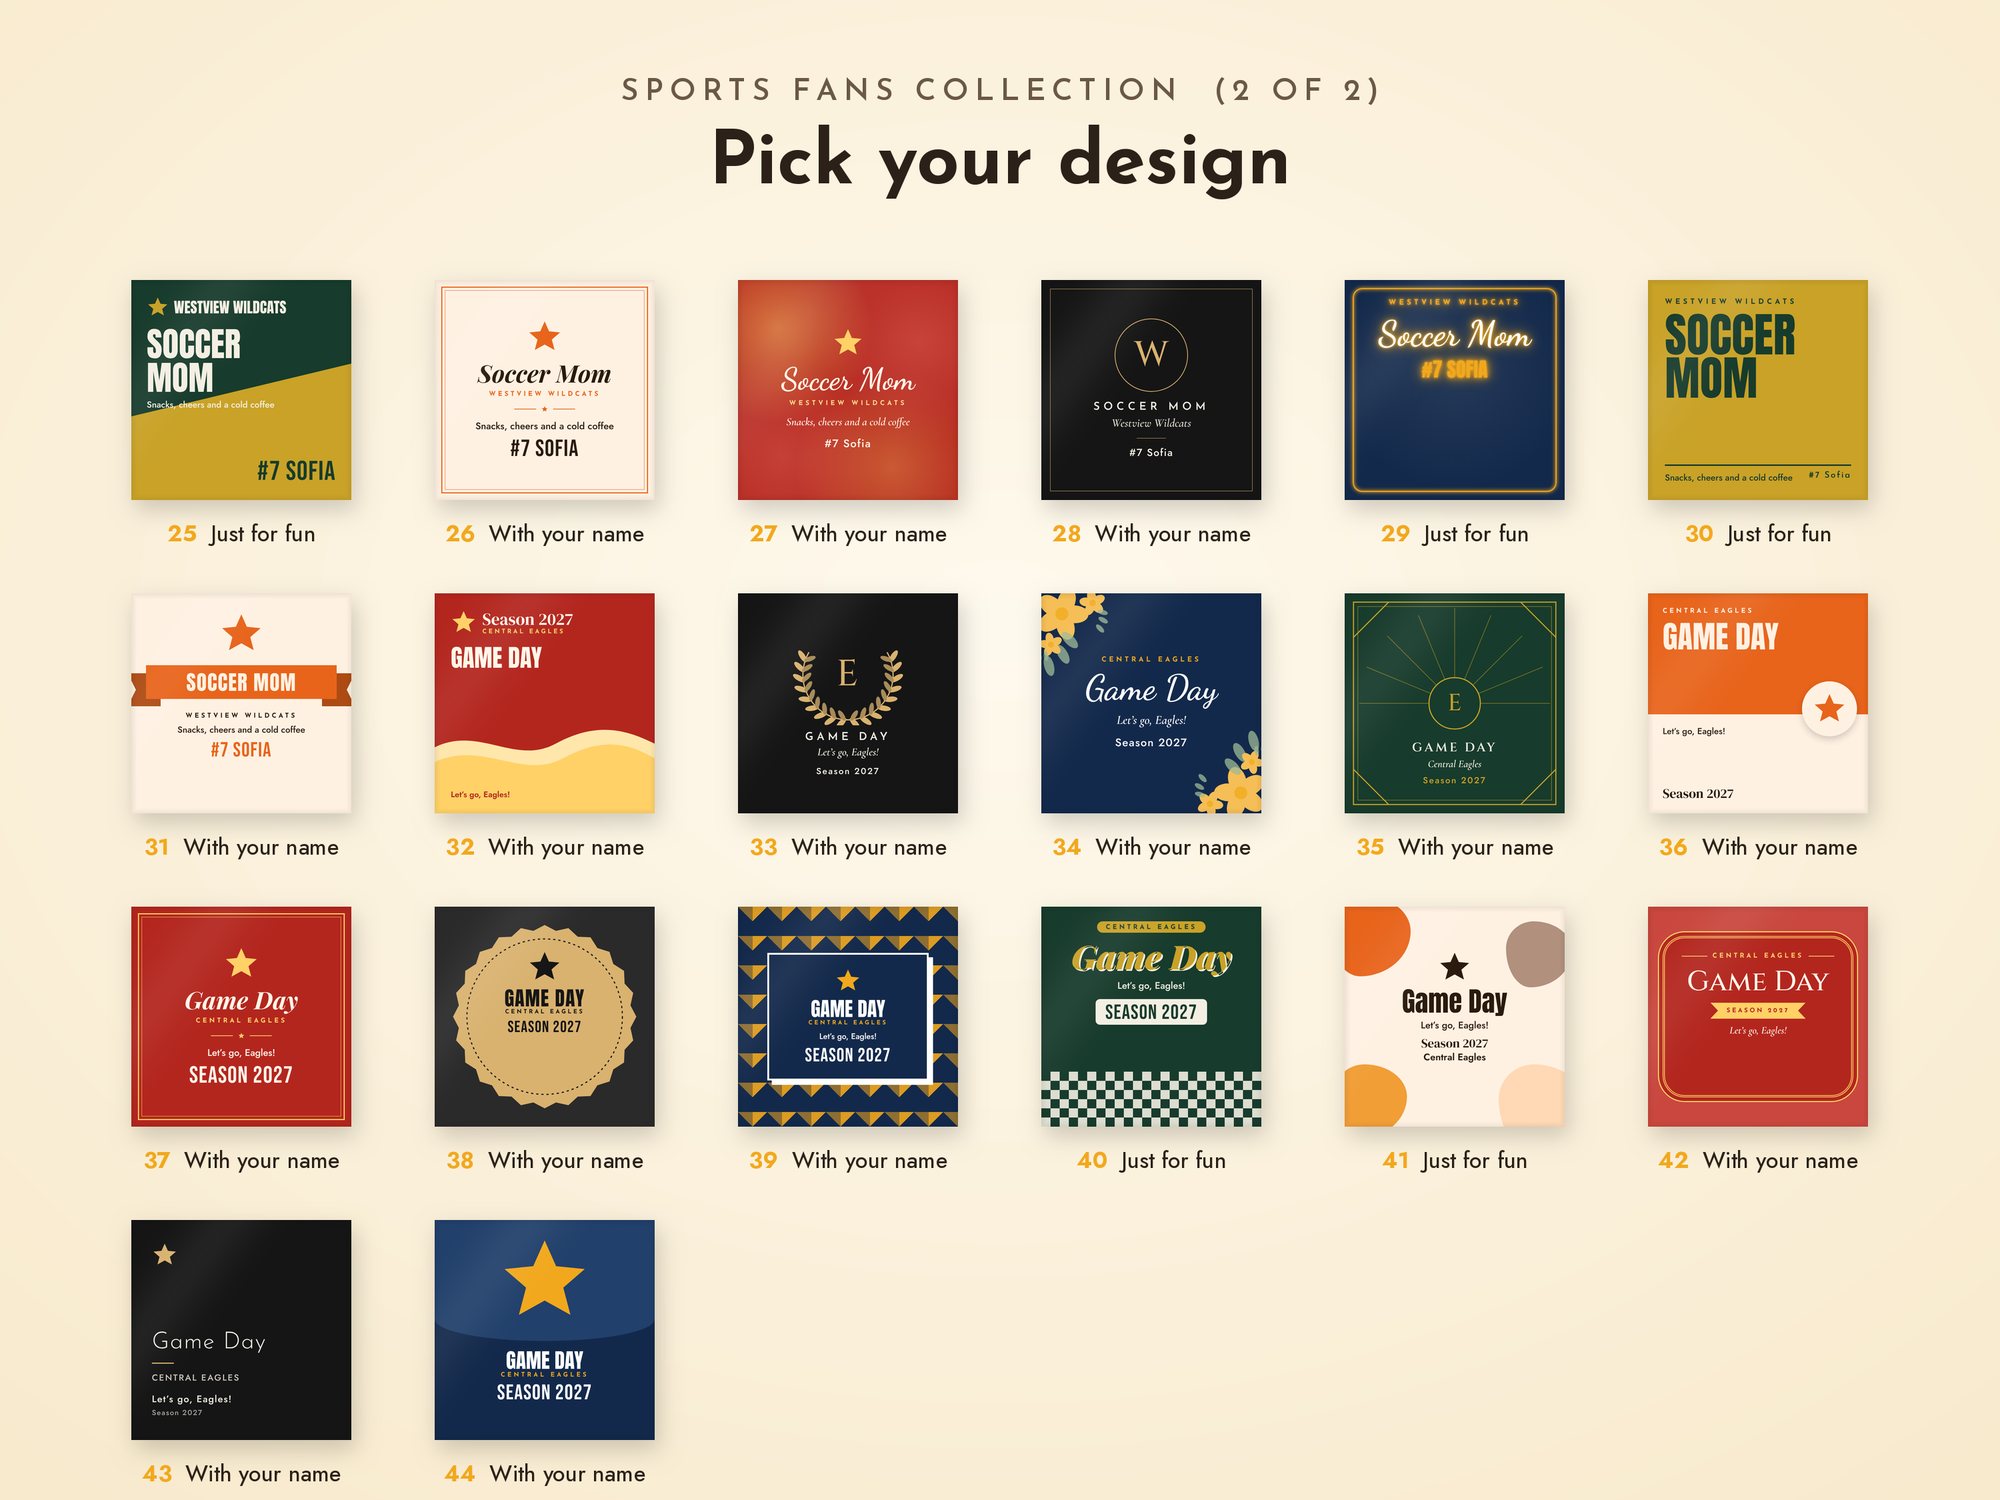 SPORTS FANS COLLECTION (2 OF 2)
Pick your design
WESTVIEW WILDCATS
SOCCER
MOM
Snacks, cheers and a cold coffee
#7 SOFIA
25 Just for fun
Soccer Mom
WESTVIEW WILDCATS
Snacks, cheers and a cold coffee
#7 SOFIA
26 With your name
Soccer Mom
WESTVIEW WILDCATS
Snacks, cheers and a cold coffee
#7 Sofia
27 With your name
W
SOCCER MOM
Westview Wildcats
#7 Sofia
28 With your name
WESTVIEW WILDCATS
Soccer Mom
#7 SOFIA
29 Just for fun
WESTVIEW WILDCATS
SOCCER
MOM
Snacks, cheers and a cold coffee #7 Sofia
30 Just for fun
SOCCER MOM
WESTVIEW WILDCATS
Snacks, cheers and a cold coffee
#7 SOFIA
31 With your name
Season 2027
CENTRAL EAGLES
GAME DAY
Let's go, Eagles!
32 With your name
E
GAME DAY
Let's go, Eagles!
Season 2027
33 With your name
CENTRAL EAGLES
Game Day
Let's go, Eagles!
Season 2027
34 With your name
E
GAME DAY
Central Eagles
Season 2027
35 With your name
CENTRAL EAGLES
GAME DAY
Let's go, Eagles!
Season 2027
36 With your name
Game Day
CENTRAL EAGLES
Let's go, Eagles!
SEASON 2027
37 With your name
GAME DAY
CENTRAL EAGLES
SEASON 2027
38 With your name
GAME DAY
CENTRAL EAGLES
Let's go, Eagles!
SEASON 2027
39 With your name
CENTRAL EAGLES
Game Day
Let's go, Eagles!
SEASON 2027
40 Just for fun
Game Day
Let's go, Eagles!
Season 2027
Central Eagles
41 Just for fun
CENTRAL EAGLES
GAME DAY
SEASON 2027
Let's go, Eagles!
42 With your name
Game Day
CENTRAL EAGLES
Let's go, Eagles!
Season 2027
43 With your name
GAME DAY
CENTRAL EAGLES
SEASON 2027
44 With your name